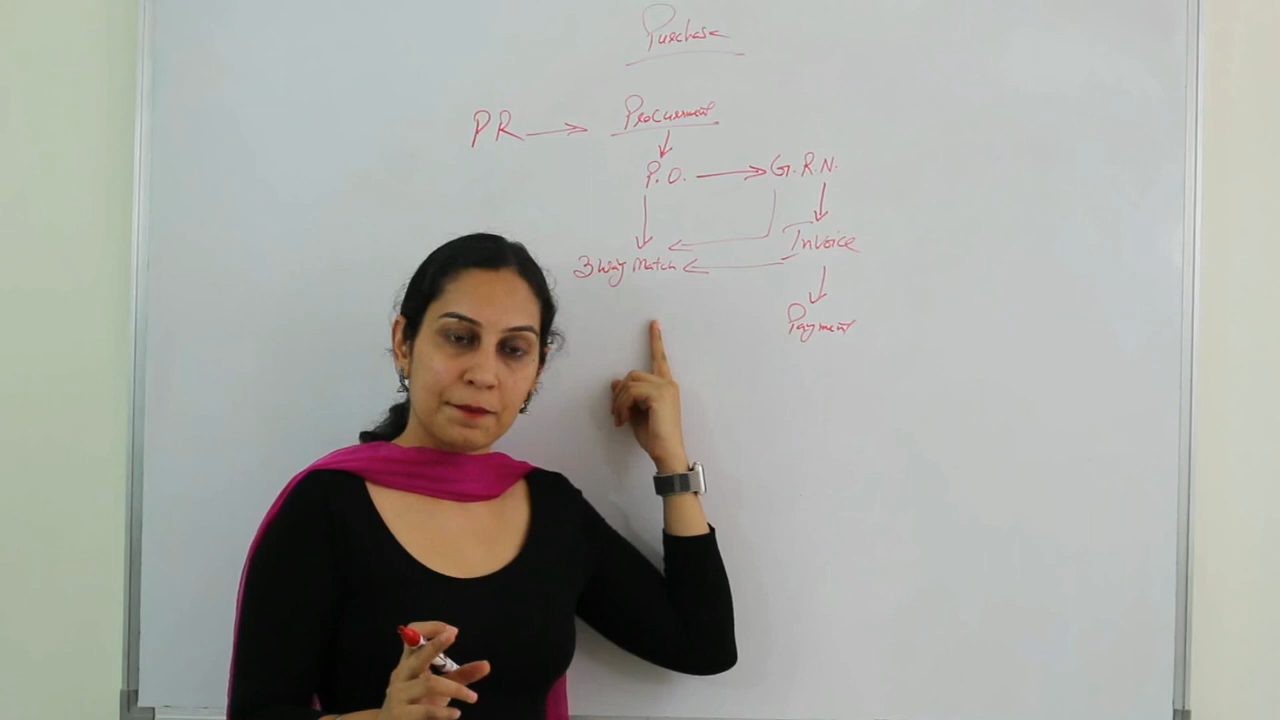 Purchase
PR → Procurement
P.O. → G.R.N.
Invoice
3 Way Match
Payment